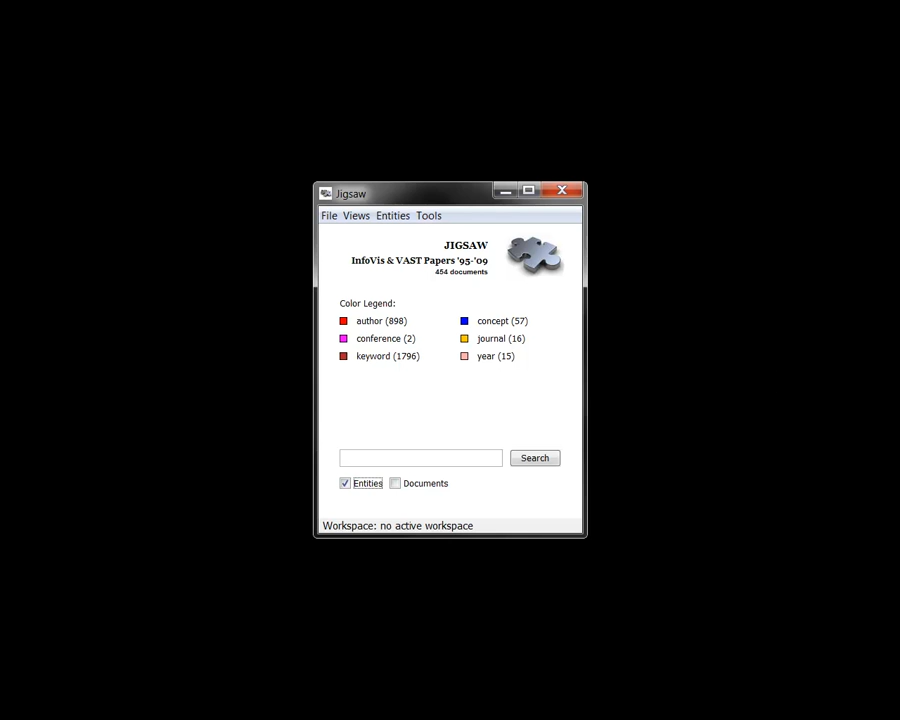 Jigsaw
File Views Entities Tools
JIGSAW
InfoVis & VAST Papers '95-'09
454 documents
Color Legend:
author (898) concept (57)
conference (2) journal (16)
keyword (1796) year (15)
Search
Entities Documents
Workspace: no active workspace